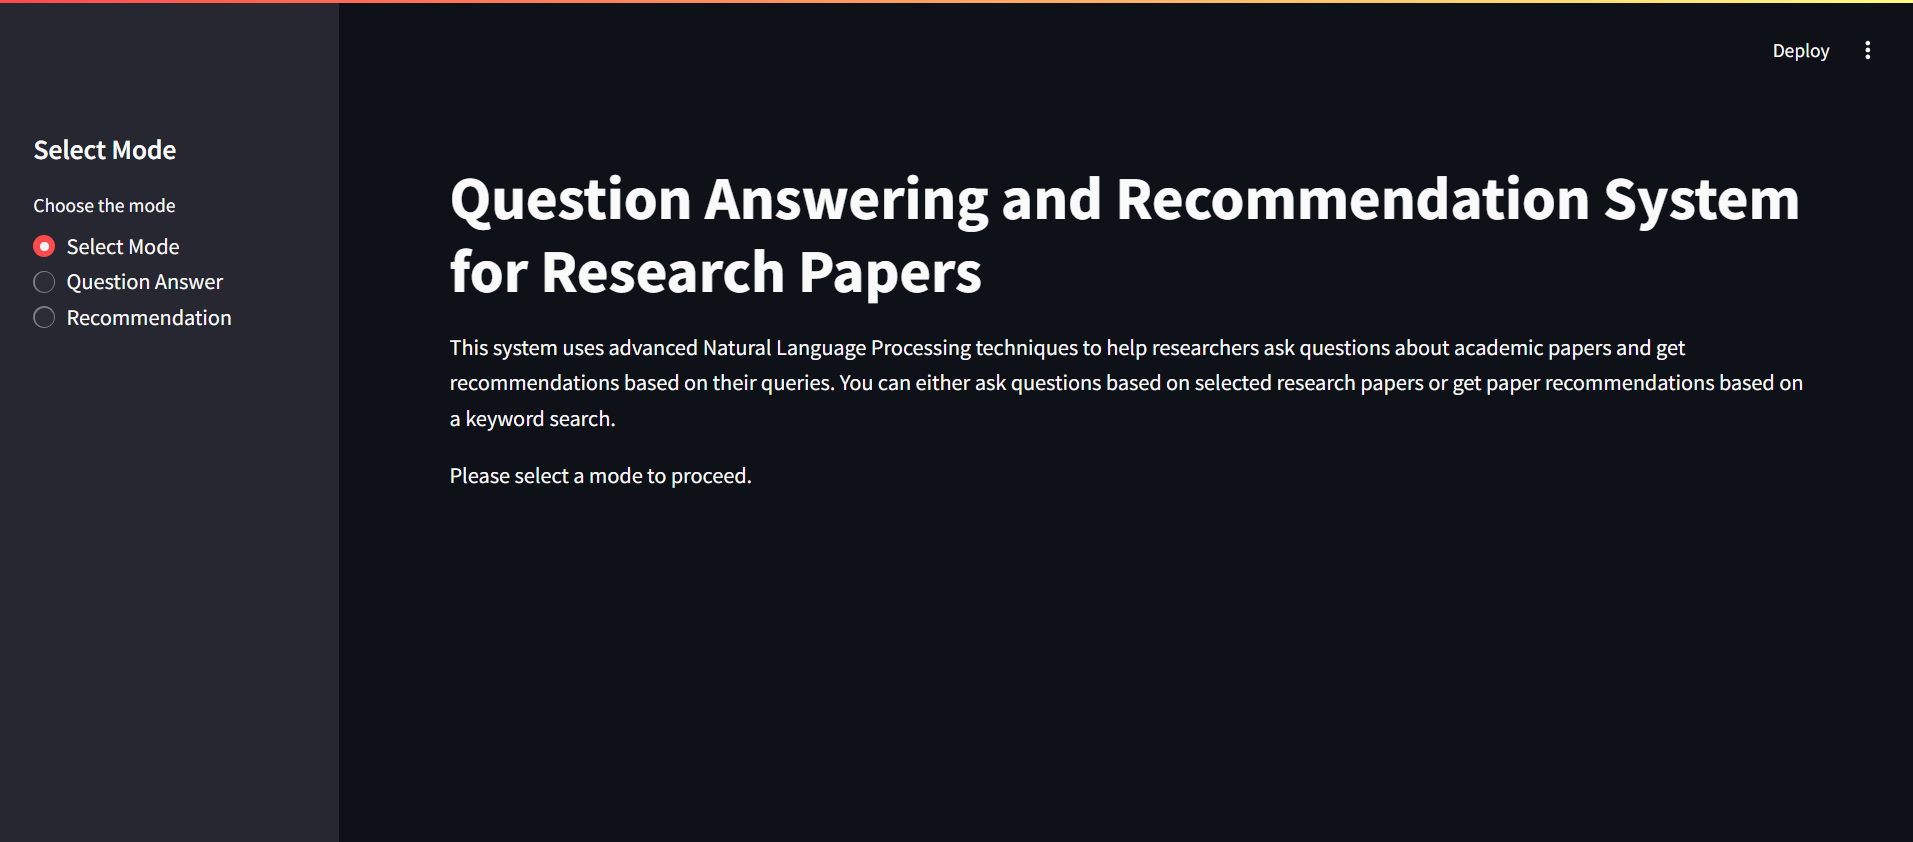 Deploy
Select Mode
Choose the mode
Select Mode
Question Answer
Recommendation
Question Answering and Recommendation System
for Research Papers
This system uses advanced Natural Language Processing techniques to help researchers ask questions about academic papers and get
recommendations based on their queries. You can either ask questions based on selected research papers or get paper recommendations based on
a keyword search.
Please select a mode to proceed.